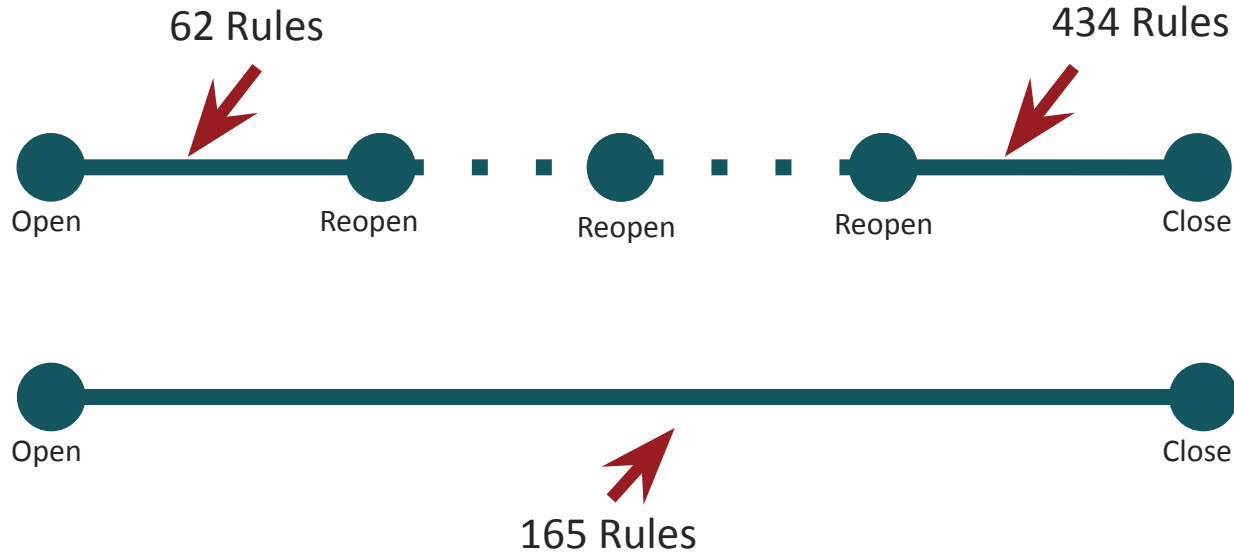 62 Rules
434 Rules
Open
Reopen
Reopen
Reopen
Close
Open
Close
165 Rules